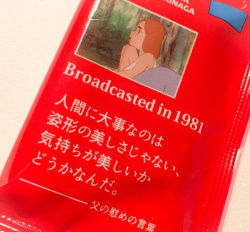 RINAGA
Broadcasted in 1981
人間に大事なのは
姿形の美しさじゃない、
気持ちが美しいか
どうかなんだ。
父の慰めの言葉